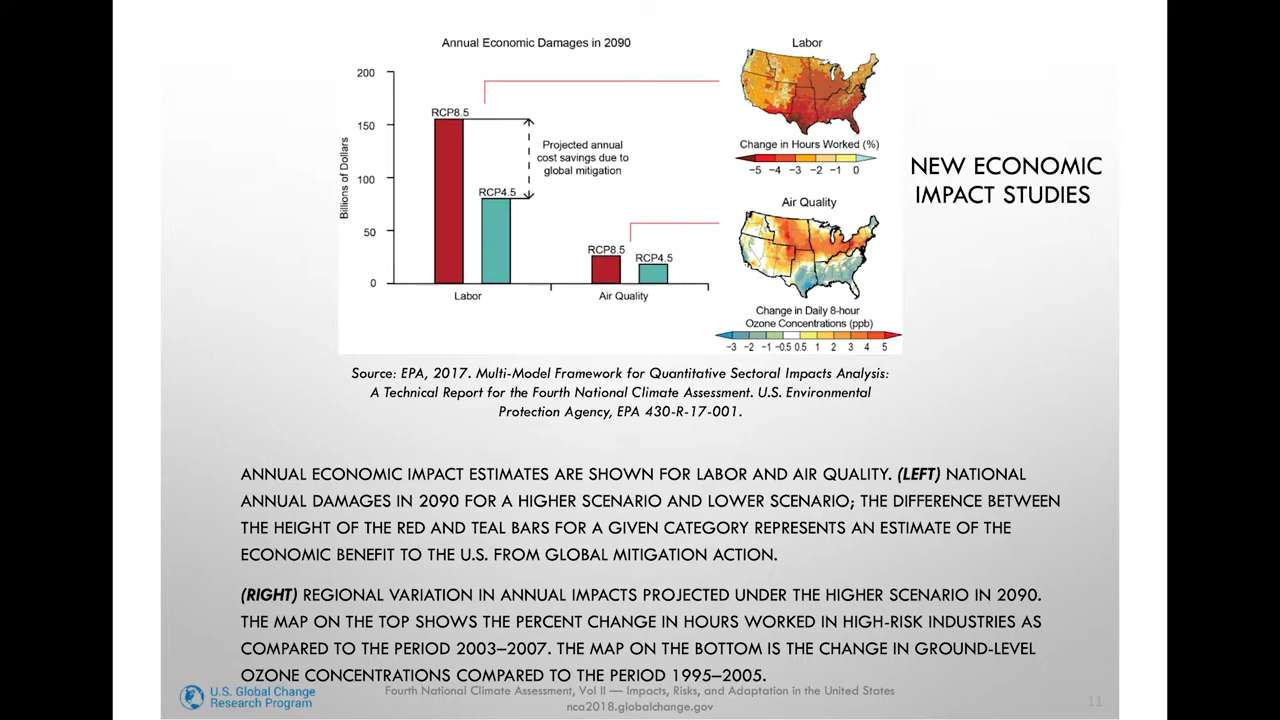 Annual Economic Damages in 2090
Billions of Dollars
200
150
100
50
0
RCP8.5
RCP4.5
Projected annual
cost savings due to
global mitigation
RCP8.5
RCP4.5
Labor
Air Quality
Labor
Change in Hours Worked (%)
−5 −4 −3 −2 −1 0
Air Quality
Change in Daily 8-hour
Ozone Concentrations (ppb)
−3 −2 −1 −0.5 0.5 1 2 3 4 5
NEW ECONOMIC
IMPACT STUDIES
Source: EPA, 2017. Multi-Model Framework for Quantitative Sectoral Impacts Analysis:
A Technical Report for the Fourth National Climate Assessment. U.S. Environmental
Protection Agency, EPA 430-R-17-001.
ANNUAL ECONOMIC IMPACT ESTIMATES ARE SHOWN FOR LABOR AND AIR QUALITY. (LEFT) NATIONAL
ANNUAL DAMAGES IN 2090 FOR A HIGHER SCENARIO AND LOWER SCENARIO; THE DIFFERENCE BETWEEN
THE HEIGHT OF THE RED AND TEAL BARS FOR A GIVEN CATEGORY REPRESENTS AN ESTIMATE OF THE
ECONOMIC BENEFIT TO THE U.S. FROM GLOBAL MITIGATION ACTION.
(RIGHT) REGIONAL VARIATION IN ANNUAL IMPACTS PROJECTED UNDER THE HIGHER SCENARIO IN 2090.
THE MAP ON THE TOP SHOWS THE PERCENT CHANGE IN HOURS WORKED IN HIGH-RISK INDUSTRIES AS
COMPARED TO THE PERIOD 2003–2007. THE MAP ON THE BOTTOM IS THE CHANGE IN GROUND-LEVEL
OZONE CONCENTRATIONS COMPARED TO THE PERIOD 1995–2005.
U.S. Global Change
Research Program
Fourth National Climate Assessment, Vol II — Impacts, Risks, and Adaptation in the United States
nca2018.globalchange.gov
11